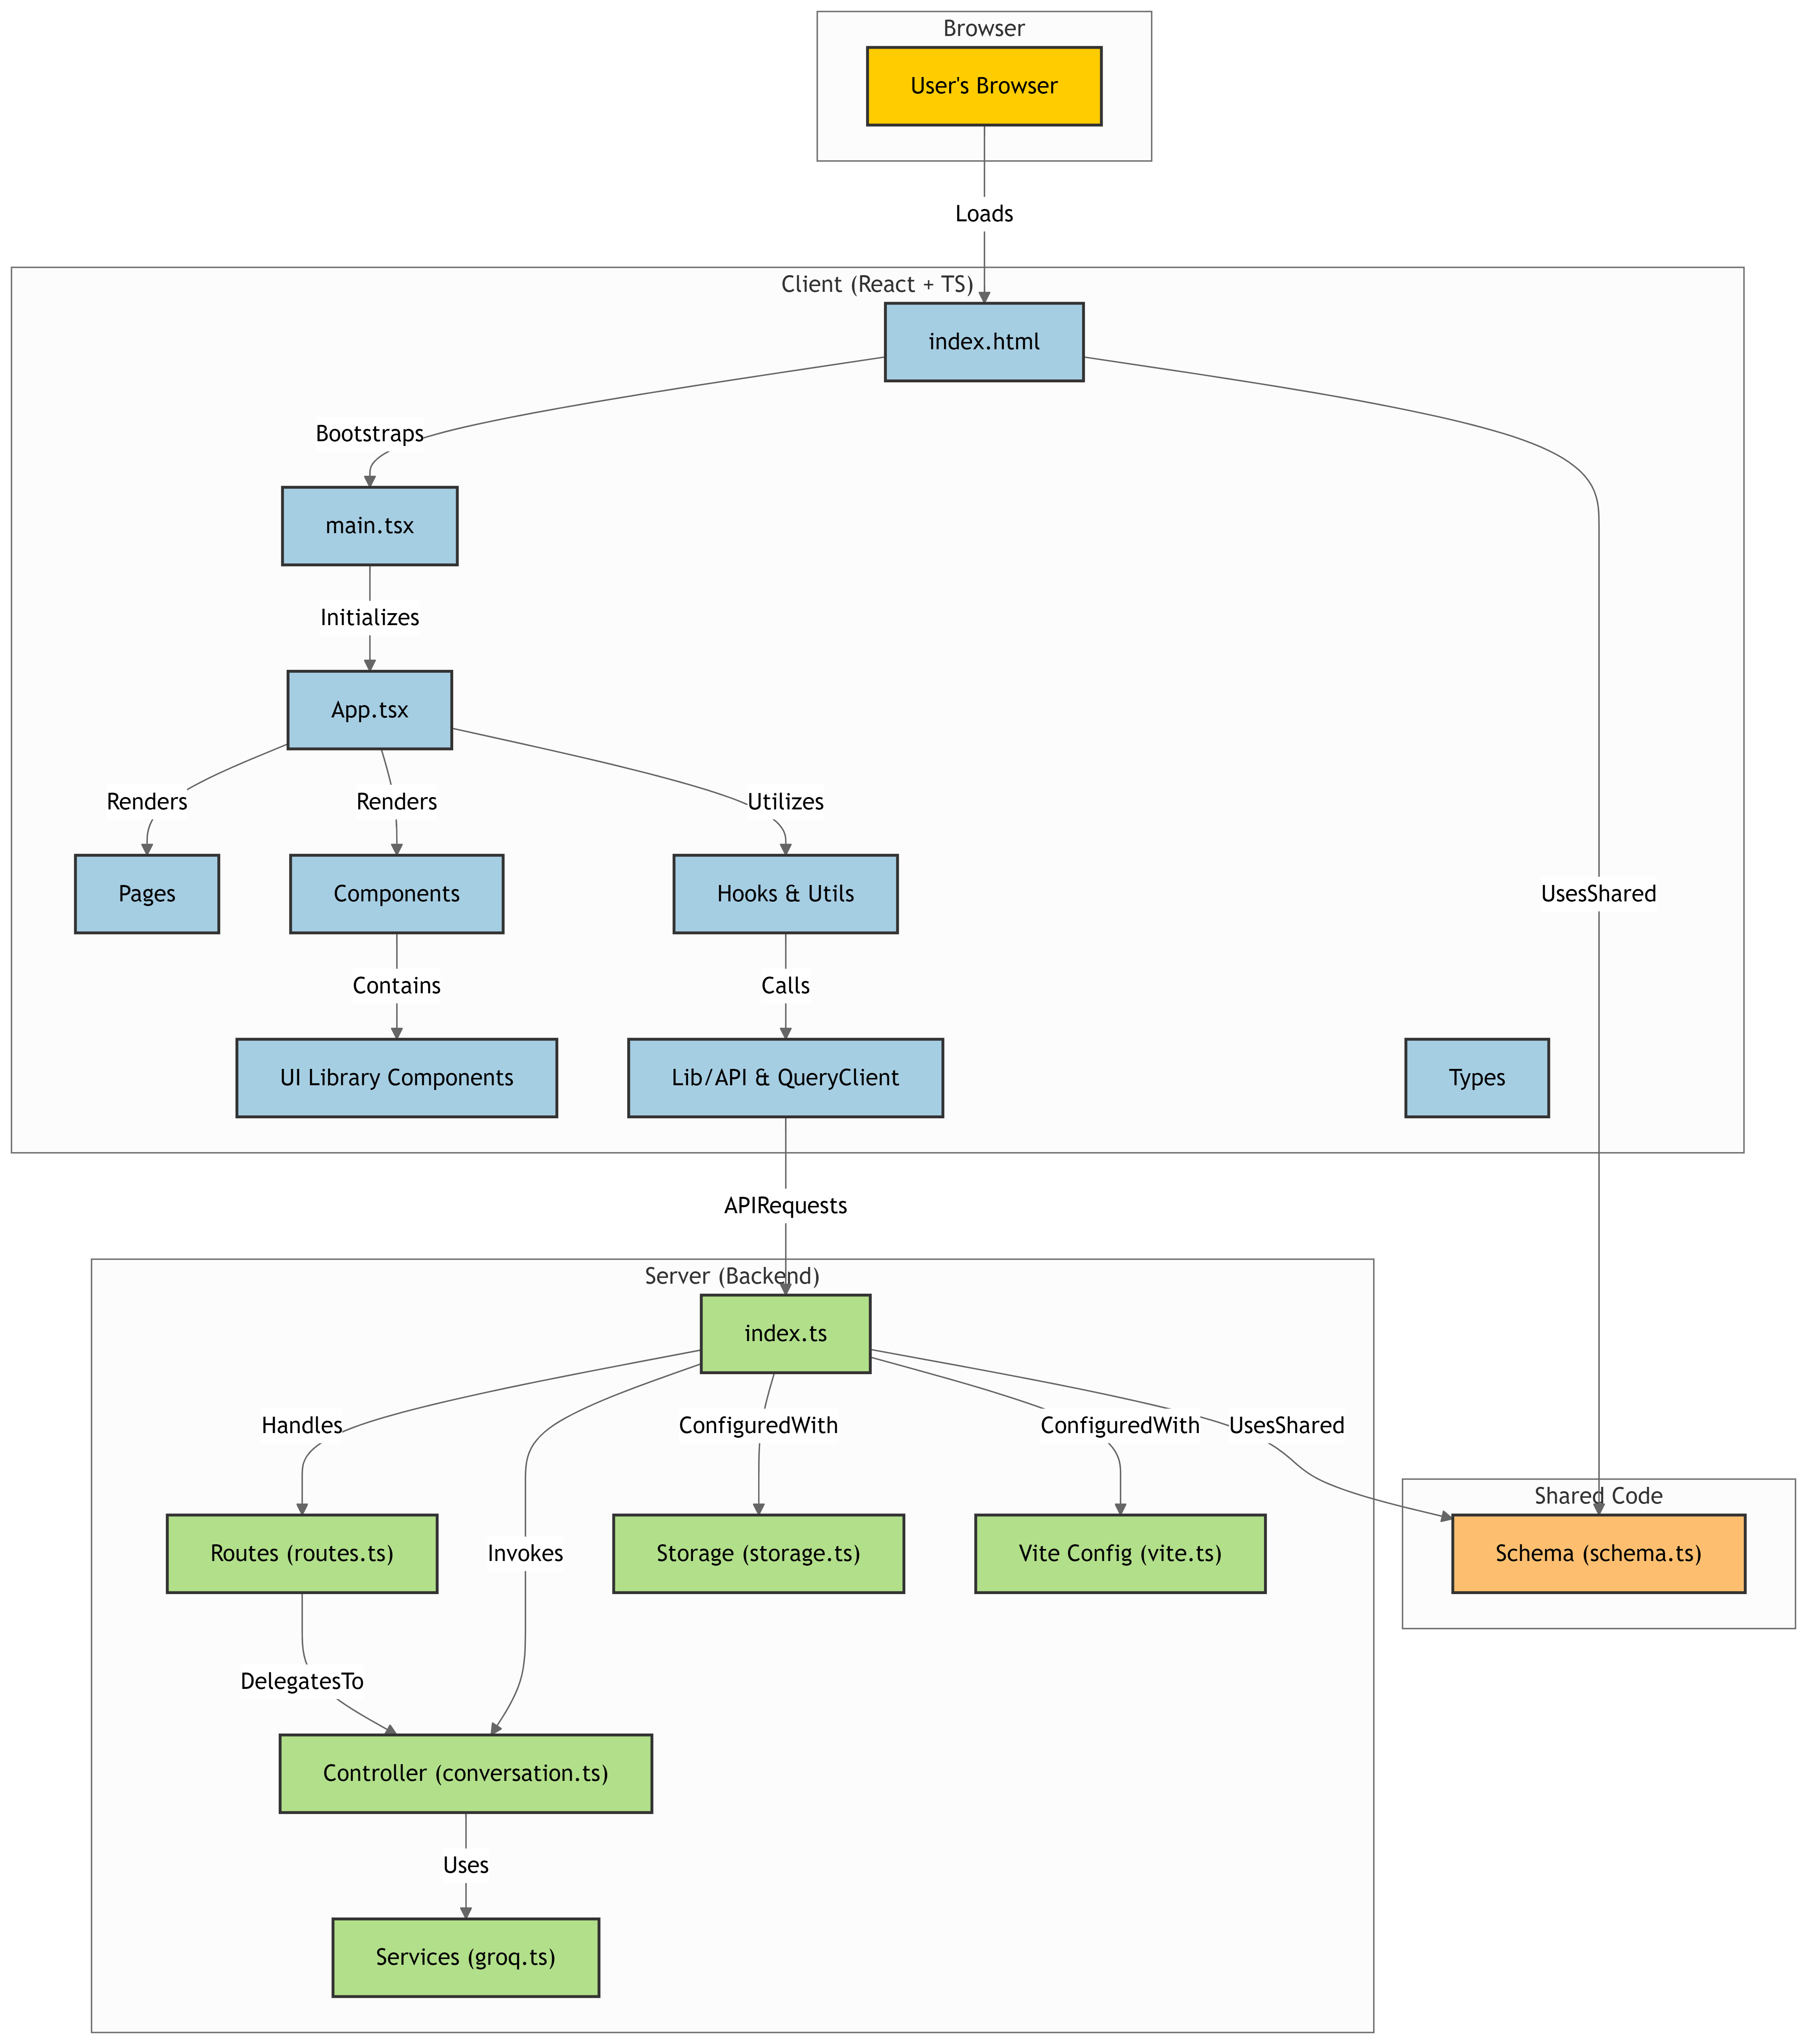 Browser
User's Browser
Loads
Client (React + TS)
index.html
Bootstraps
main.tsx
Initializes
App.tsx
Renders
Renders
Utilizes
Pages
Components
Hooks & Utils
UsesShared
Contains
Calls
UI Library Components
Lib/API & QueryClient
Types
APIRequests
Server (Backend)
index.ts
Handles
ConfiguredWith
ConfiguredWith
UsesShared
Shared Code
Routes (routes.ts)
Invokes
Storage (storage.ts)
Vite Config (vite.ts)
Schema (schema.ts)
DelegatesTo
Controller (conversation.ts)
Uses
Services (groq.ts)